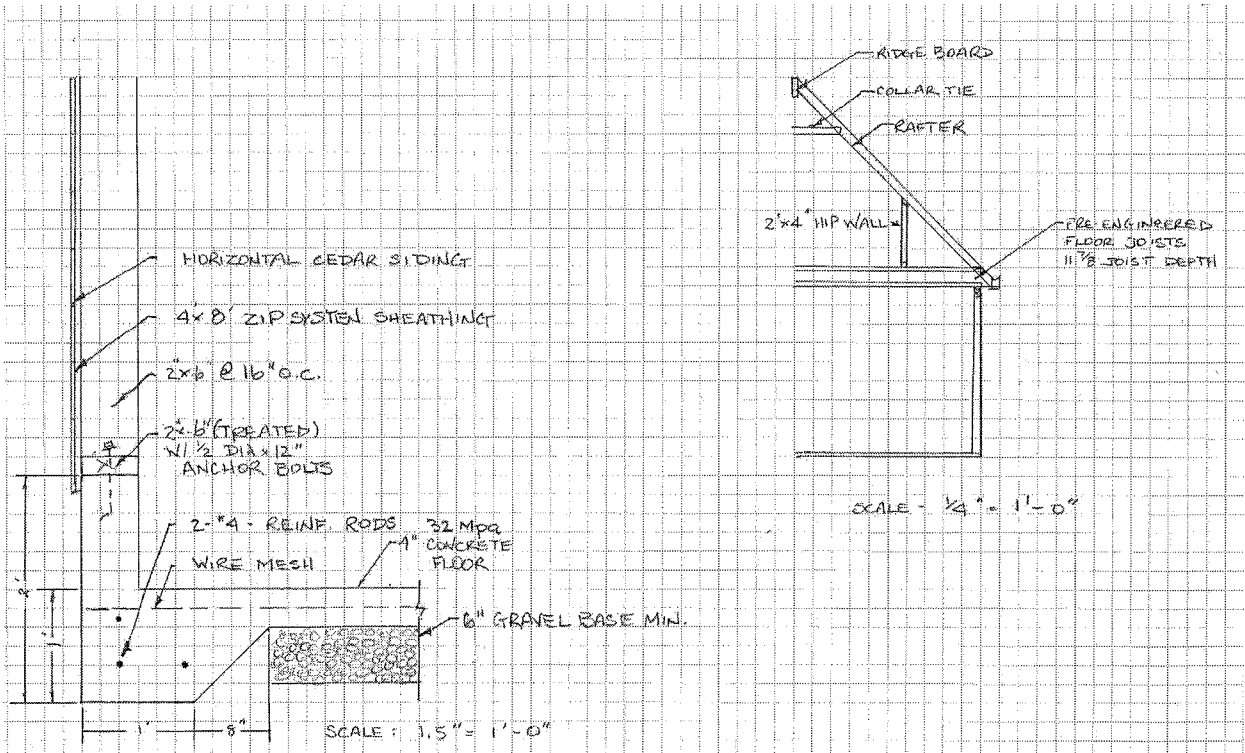 HORIZONTAL CEDAR SIDING
4'x8' ZIP SYSTEN SHEATHING
2"x6" @ 16" O.C.
2"x6" (TREATED)
W/ 1/2 DIA x 12"
ANCHOR BOLTS
2-#4- REINF. RODS
WIRE MESH
32 Mpa
4" CONCRETE
FLOOR
6" GRAVEL BASE MIN.
2'
1'
1'
8"
SCALE: 1.5" = 1'-0"
RIDGE BOARD
COLLAR TIE
RAFTER
2'x4" HIP WALL
PRE-ENGINEERED
FLOOR JOISTS
11 7/8 JOIST DEPTH
SCALE - 1/4" = 1'-0"